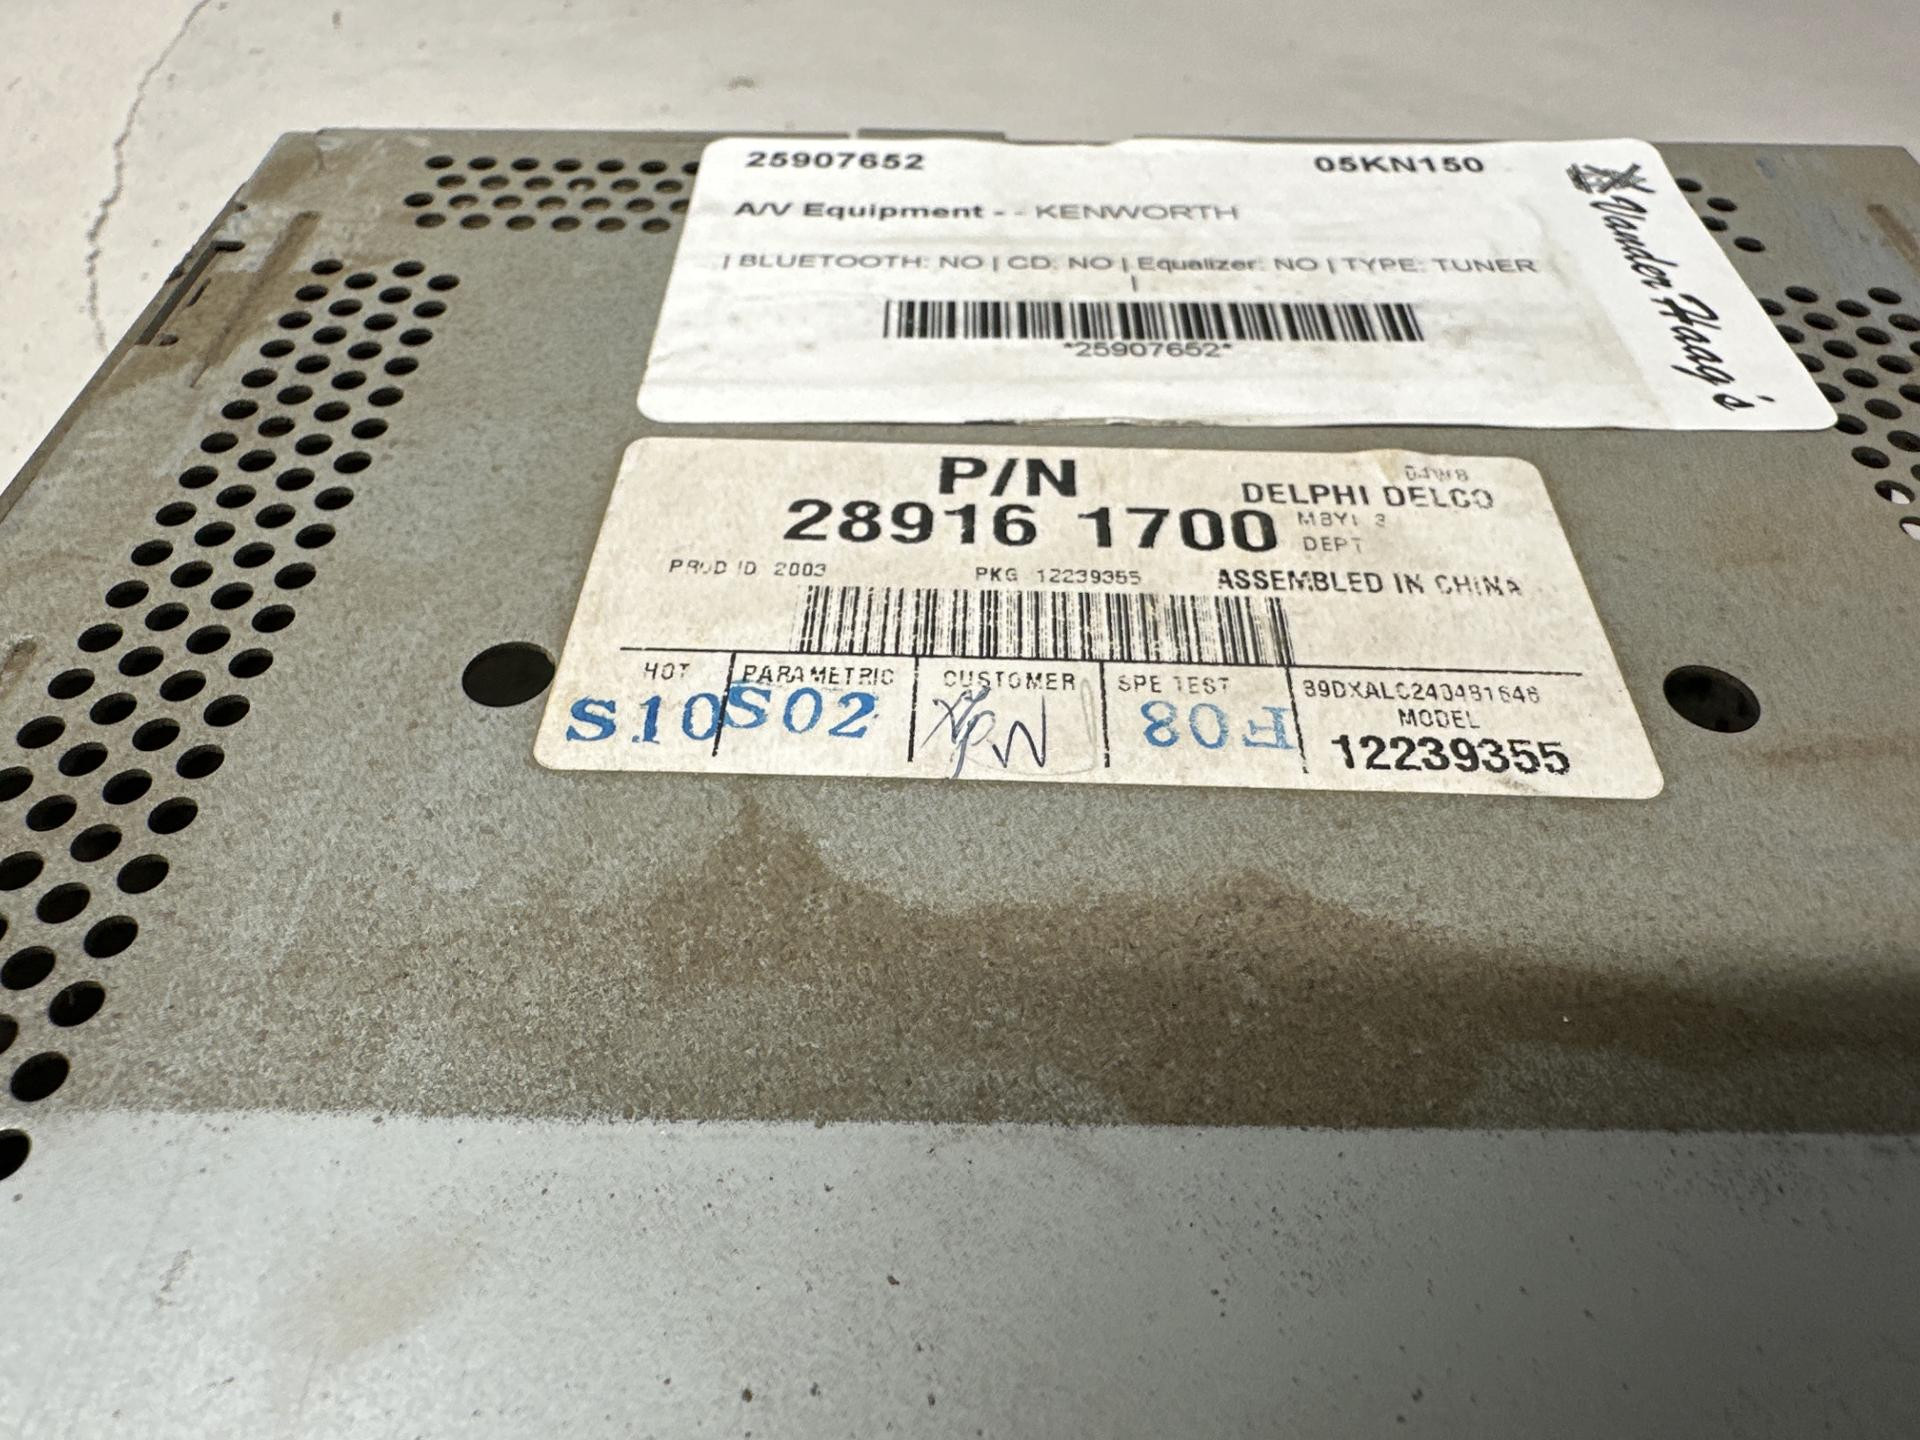 25907652 05KN150
A/V Equipment - - KENWORTH
| BLUETOOTH: NO | CD: NO | Equalizer: NO | TYPE: TUNER
|
*25907652*
Vander Haag's
P/N
28916 1700
04W8
DELPHI DELCO
DEPT
PROD ID 2003 PKG 12239355 ASSEMBLED IN CHINA
HOT PARAMETRIC CUSTOMER SPE TEST
S10 S02 F08
MODEL
12239355